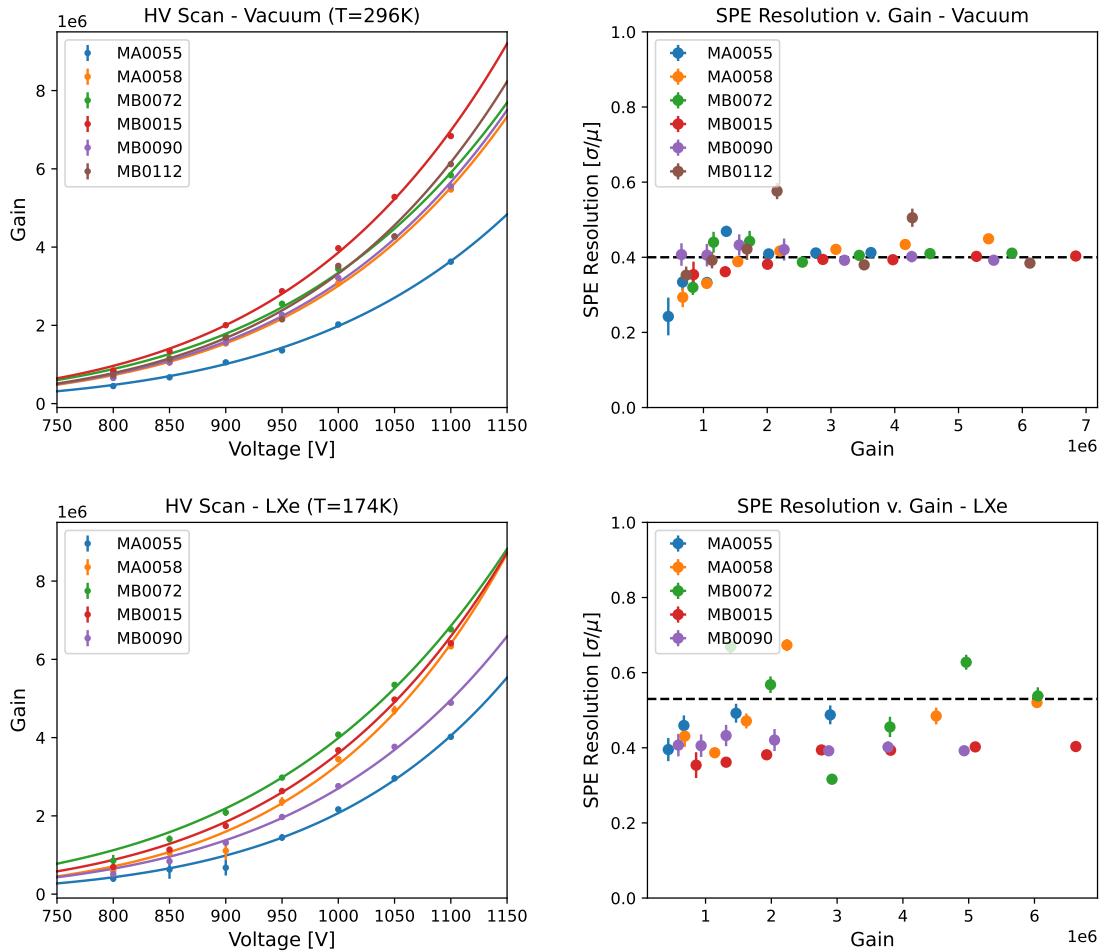 HV Scan - Vacuum (T=296K)
1e6
MA0055
MA0058
MB0072
MB0015
MB0090
MB0112
Gain
8
6
4
2
0
750 800 850 900 950 1000 1050 1100 1150
Voltage [V]
SPE Resolution v. Gain - Vacuum
MA0055
MA0058
MB0072
MB0015
MB0090
MB0112
SPE Resolution [σ/μ]
1.0
0.8
0.6
0.4
0.2
0.0
1 2 3 4 5 6 7
1e6
Gain
HV Scan - LXe (T=174K)
1e6
MA0055
MA0058
MB0072
MB0015
MB0090
Gain
8
6
4
2
0
750 800 850 900 950 1000 1050 1100 1150
Voltage [V]
SPE Resolution v. Gain - LXe
MA0055
MA0058
MB0072
MB0015
MB0090
SPE Resolution [σ/μ]
1.0
0.8
0.6
0.4
0.2
0.0
1 2 3 4 5 6
1e6
Gain